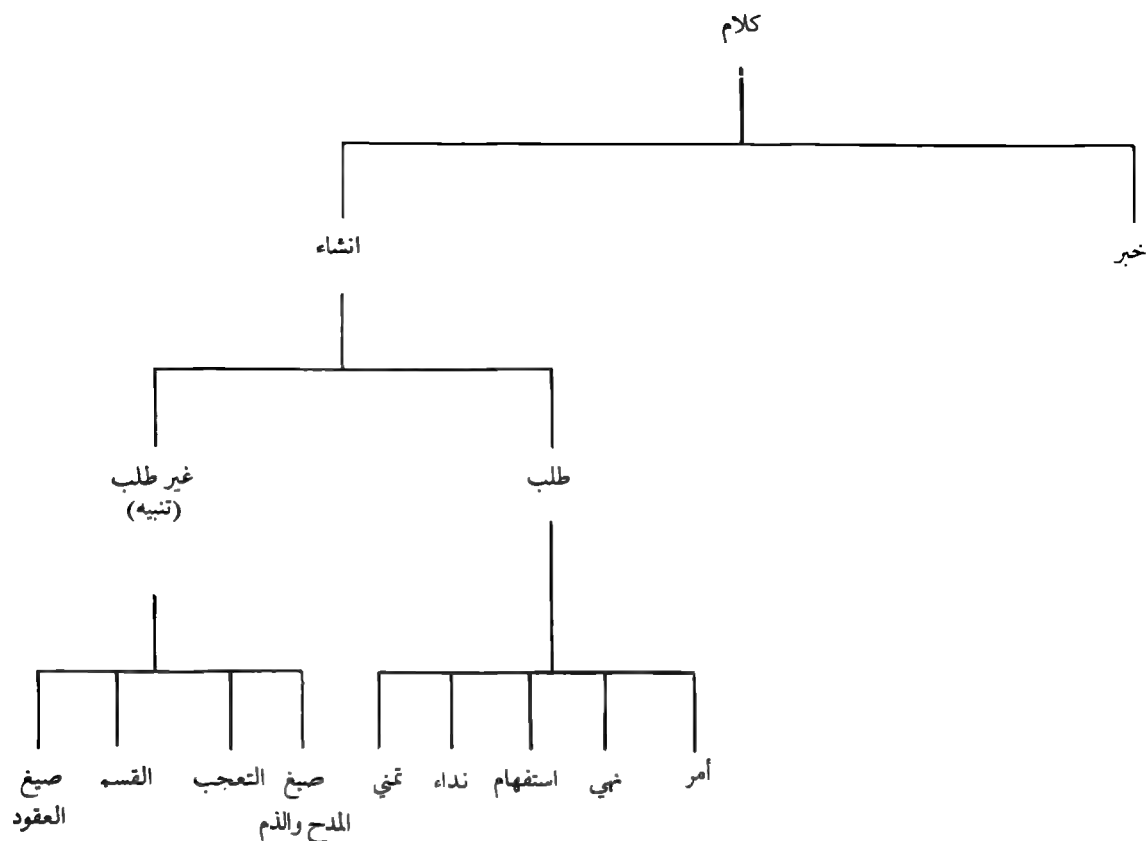 كلام
خبر
انشاء
طلب
غير طلب
(تنبيه)
أمر
نهي
استفهام
نداء
تمني
صيغ
المدح والذم
التعجب
القسم
صيغ
العقود